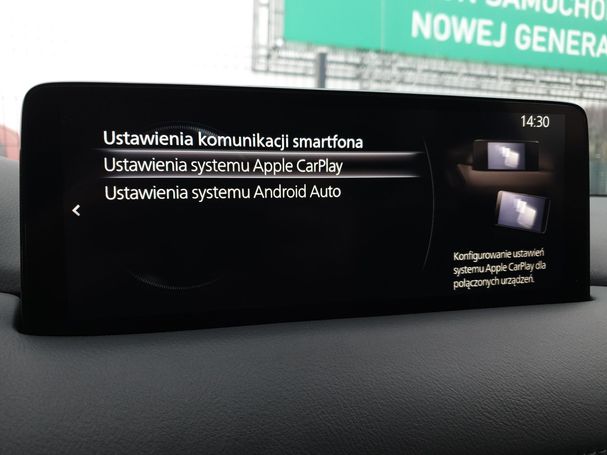 SAMOCHO
NOWEJ GENERA
14:30
Ustawienia komunikacji smartfona
Ustawienia systemu Apple CarPlay
Ustawienia systemu Android Auto
Konfigurowanie ustawień
systemu Apple CarPlay dla
połączonych urządzeń.